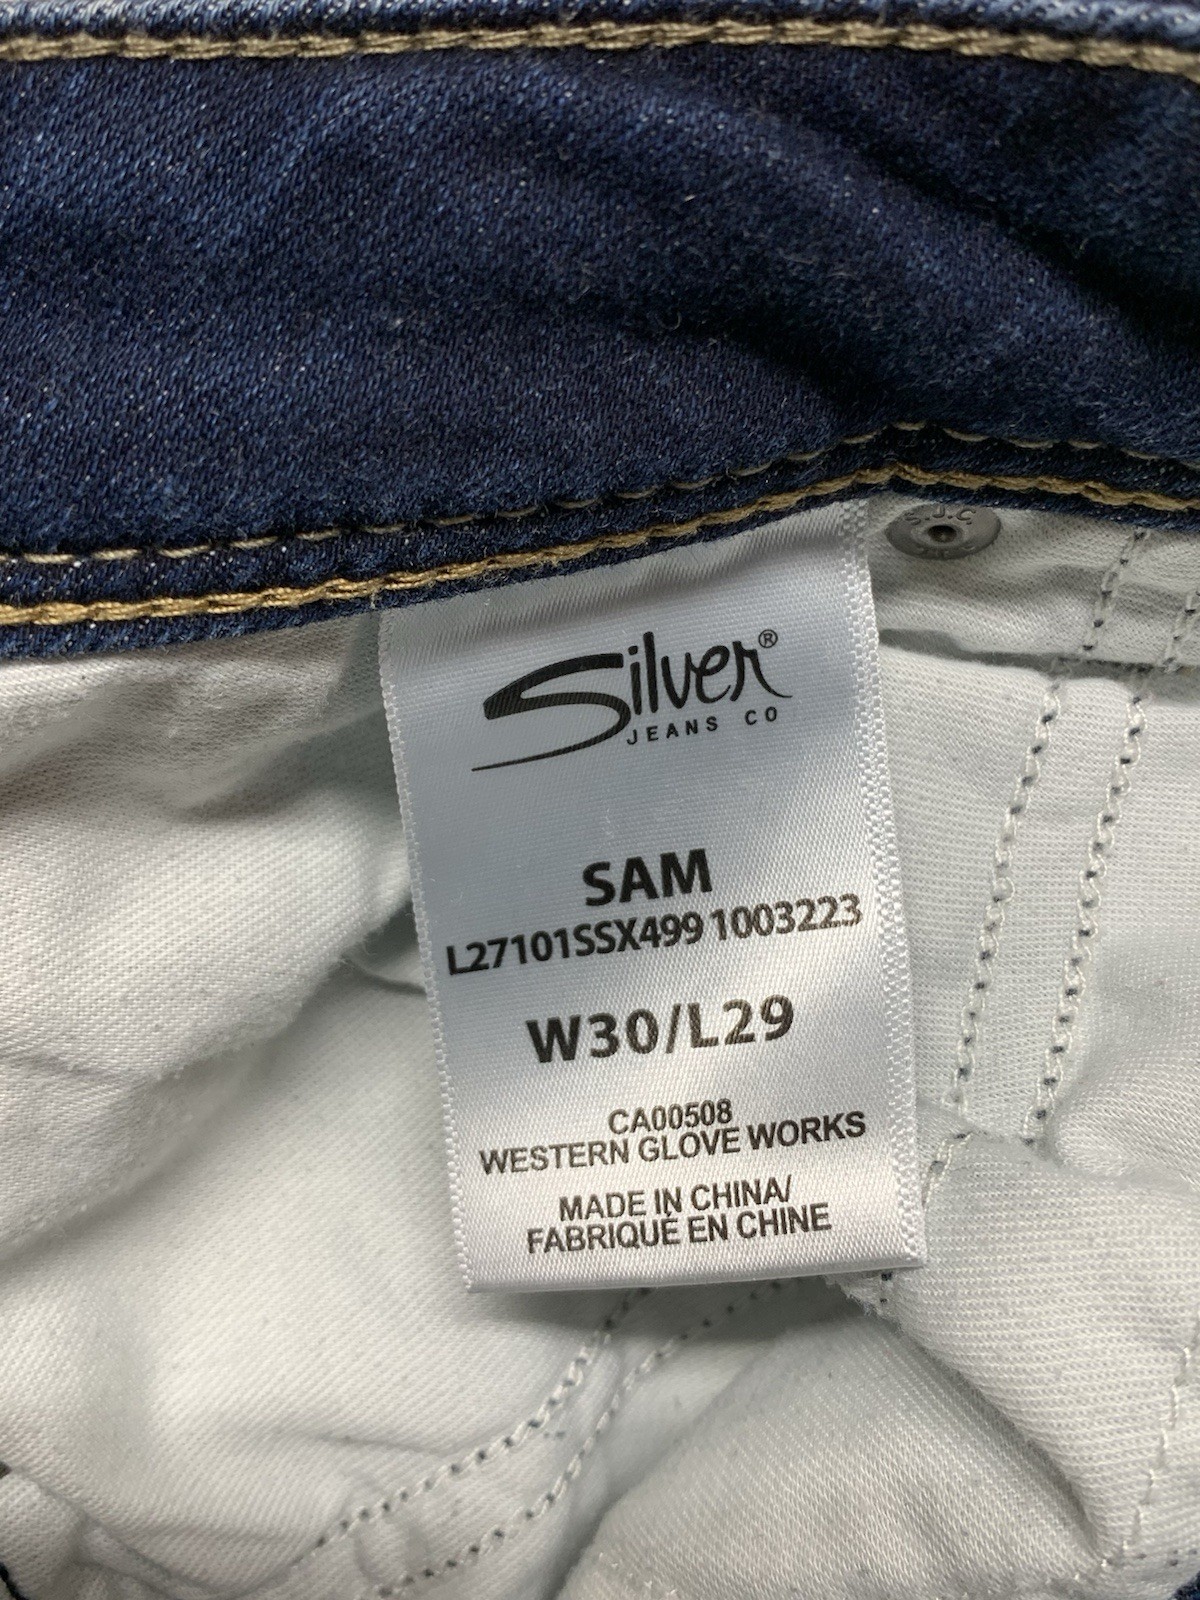 Silver®
JEANS CO
SAM
L27101SSX499 1003223
W30/L29
CA00508
WESTERN GLOVE WORKS
MADE IN CHINA/
FABRIQUÉ EN CHINE
S.J.C